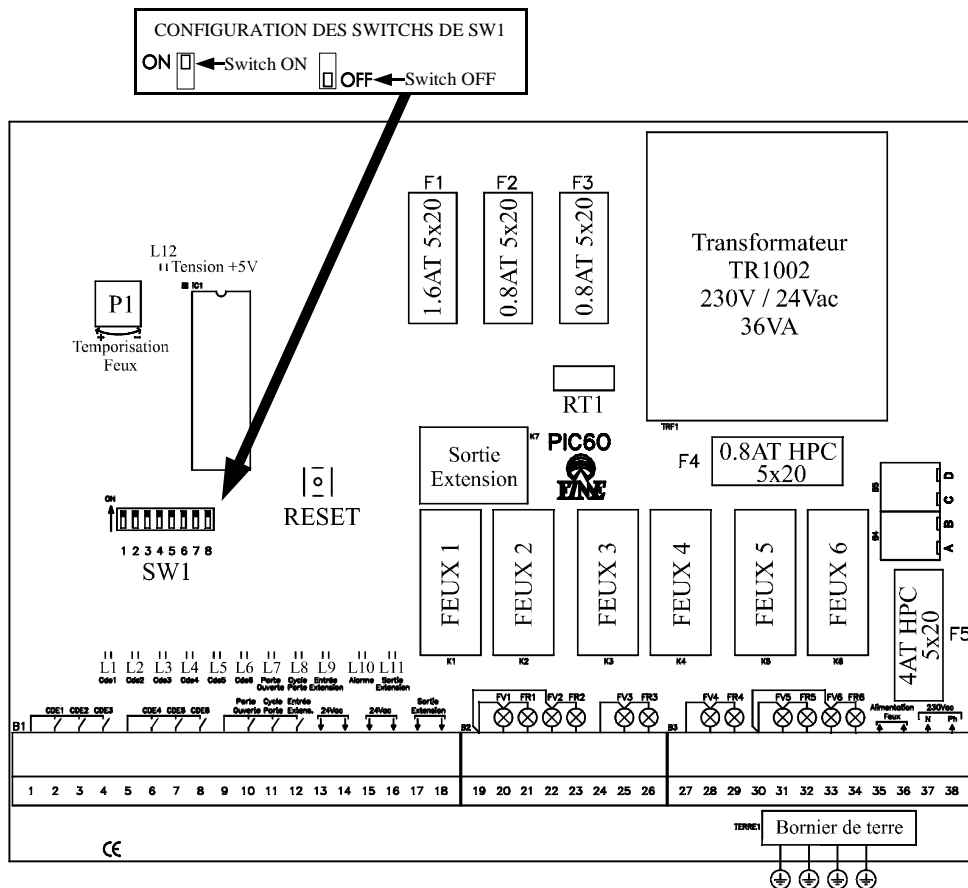 CONFIGURATION DES SWITCHS DE SW1
ON Switch ON OFF Switch OFF
F1 F2 F3
1.6AT 5x20
0.8AT 5x20
0.8AT 5x20
Transformateur
TR1002
230V / 24Vac
36VA
TRF1
L12
Tension +5V
IC1
P1
+ -
Temporisation
Feux
RT1
K7
PIC60
FINE
Sortie
Extension
F4
0.8AT HPC
5x20
B5
D
C
B4
B
A
ON
1 2 3 4 5 6 7 8
SW1
RESET
FEUX 1
FEUX 2
FEUX 3
FEUX 4
FEUX 5
FEUX 6
K1 K2 K3 K4 K5 K6
4AT HPC
5x20
F5
L1 L2 L3 L4 L5 L6 L7 L8 L9 L10 L11
Cde1 Cde2 Cde3 Cde4 Cde5 Cde6 Porte Ouverte Cycle Porte Entrée Extension Alarme Sortie Extension
B1 CDE1 CDE2 CDE3 CDE4 CDE5 CDE6 Porte Ouverte Cycle Porte Entrée Extens. 24Vac 24Vac Sortie Extension
B2 FV1 FR1 FV2 FR2 FV3 FR3
B3 FV4 FR4 FV5 FR5 FV6 FR6 Alimentation Feux 230Vac N Ph
1 2 3 4 5 6 7 8 9 10 11 12 13 14 15 16 17 18 19 20 21 22 23 24 25 26 27 28 29 30 31 32 33 34 35 36 37 38
TERRE1 Bornier de terre
CE